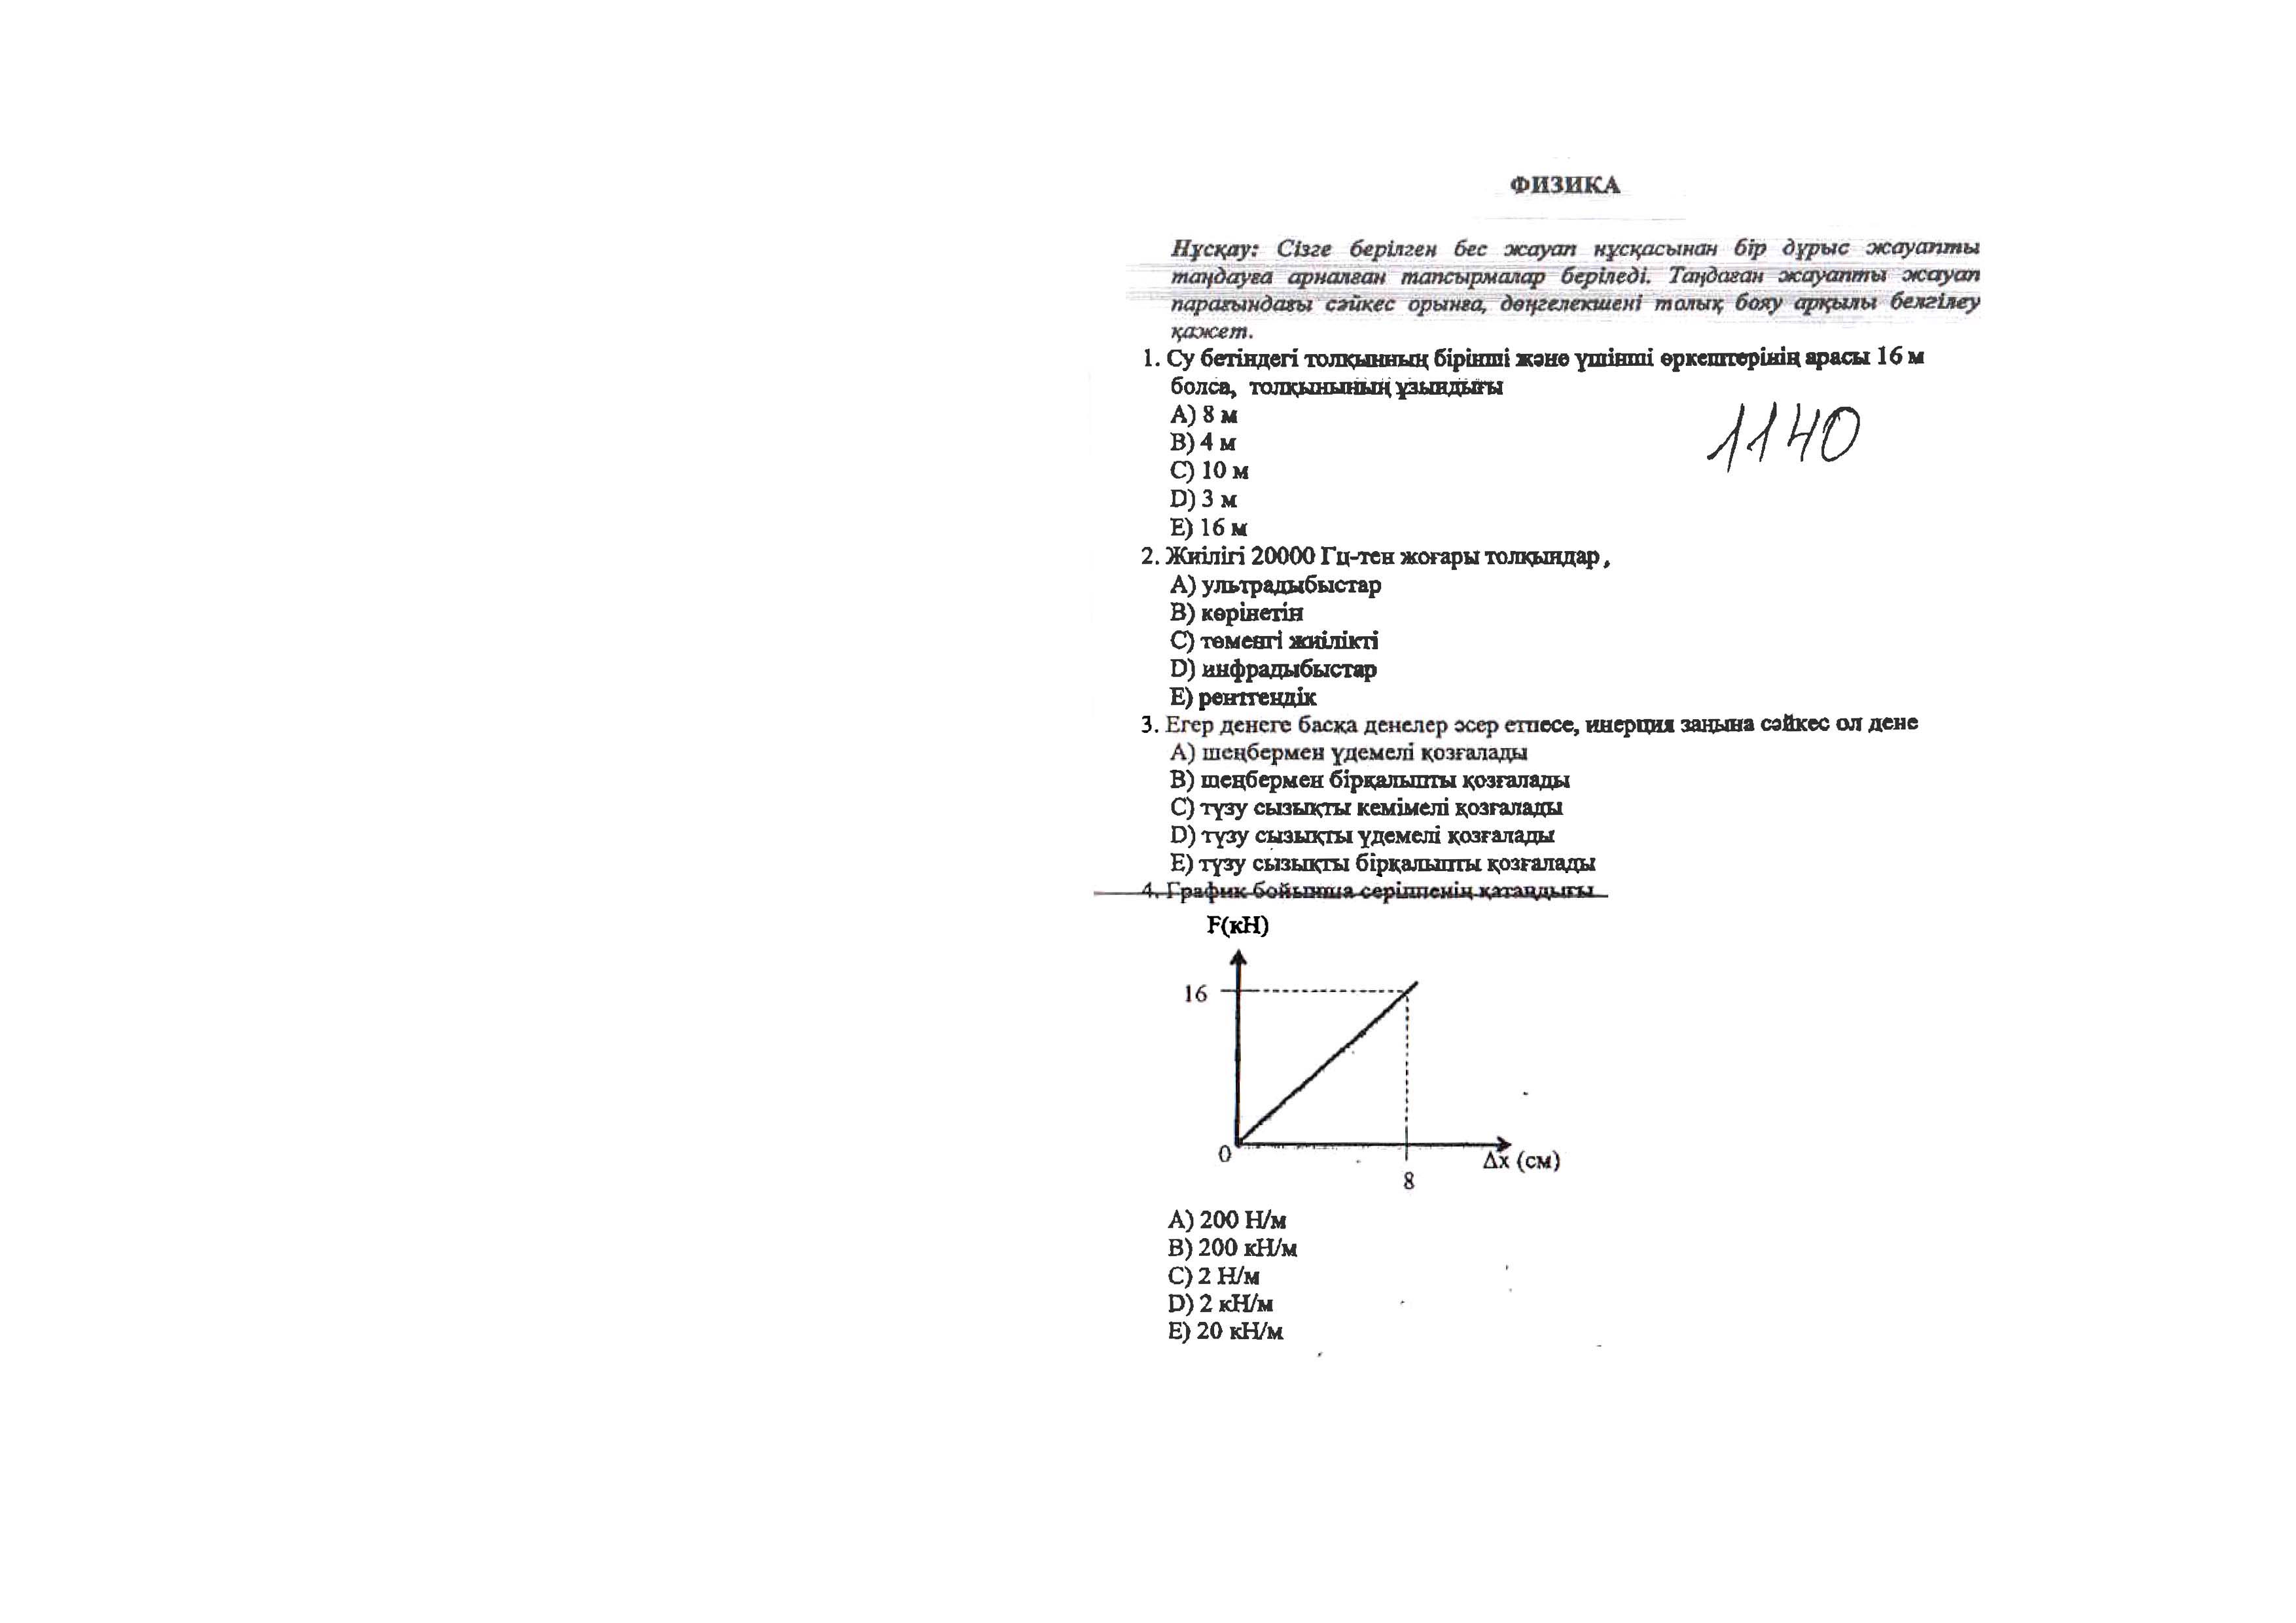 ФИЗИКА
Нұсқау: Сізге берілген бес жауап нұсқасынан бір дұрыс жауапты
таңдауға арналған тапсырмалар беріледі. Таңдаған жауапты жауап
парағындағы сәйкес орынға, дөңгелекшені толық бояу арқылы белгілеу
қажет.
1. Су бетіндегі толқынның бірінші және үшінші өркештерінің арасы 16 м
болса, толқынының ұзындығы
A) 8 м
B) 4 м
C) 10 м
D) 3 м
E) 16 м
1140
2. Жиілігі 20000 Гц-тен жоғары толқындар ,
A) ультрадыбыстар
B) көрінетін
C) төменгі жиілікті
D) инфрадыбыстар
E) рентгендік
3. Егер денеге басқа денелер әсер етпесе, инерция заңына сәйкес ол дене
A) шеңбермен үдемелі қозғалады
B) шеңбермен бірқалыпты қозғалады
C) түзу сызықты кемімелі қозғалады
D) түзу сызықты үдемелі қозғалады
E) түзу сызықты бірқалыпты қозғалады
4. График бойынша серіппенің қатаңдығы
F(кН)
16
0
8
Δx (см)
A) 200 Н/м
B) 200 кН/м
C) 2 Н/м
D) 2 кН/м
E) 20 кН/м